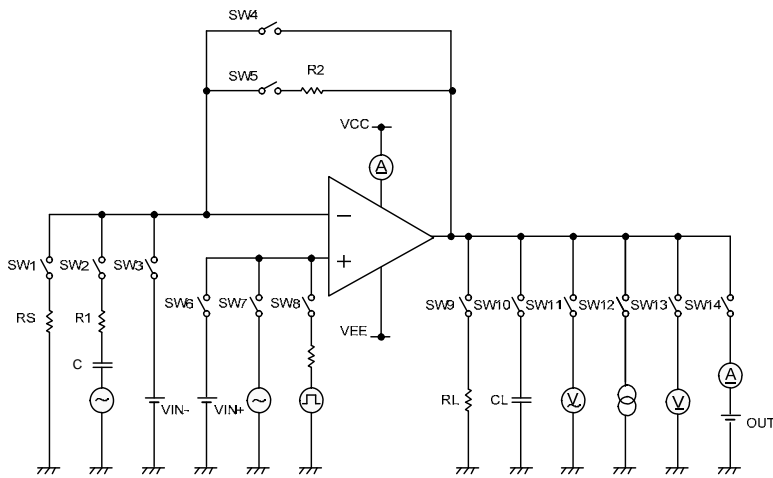 SW4
SW5
R2
VCC
A
SW1
SW2
SW3
SW6
SW7
SW8
VEE
SW9
SW10
SW11
SW12
SW13
SW14
RS
R1
C
VIN-
VIN+
RL
CL
V
V
A
OUT